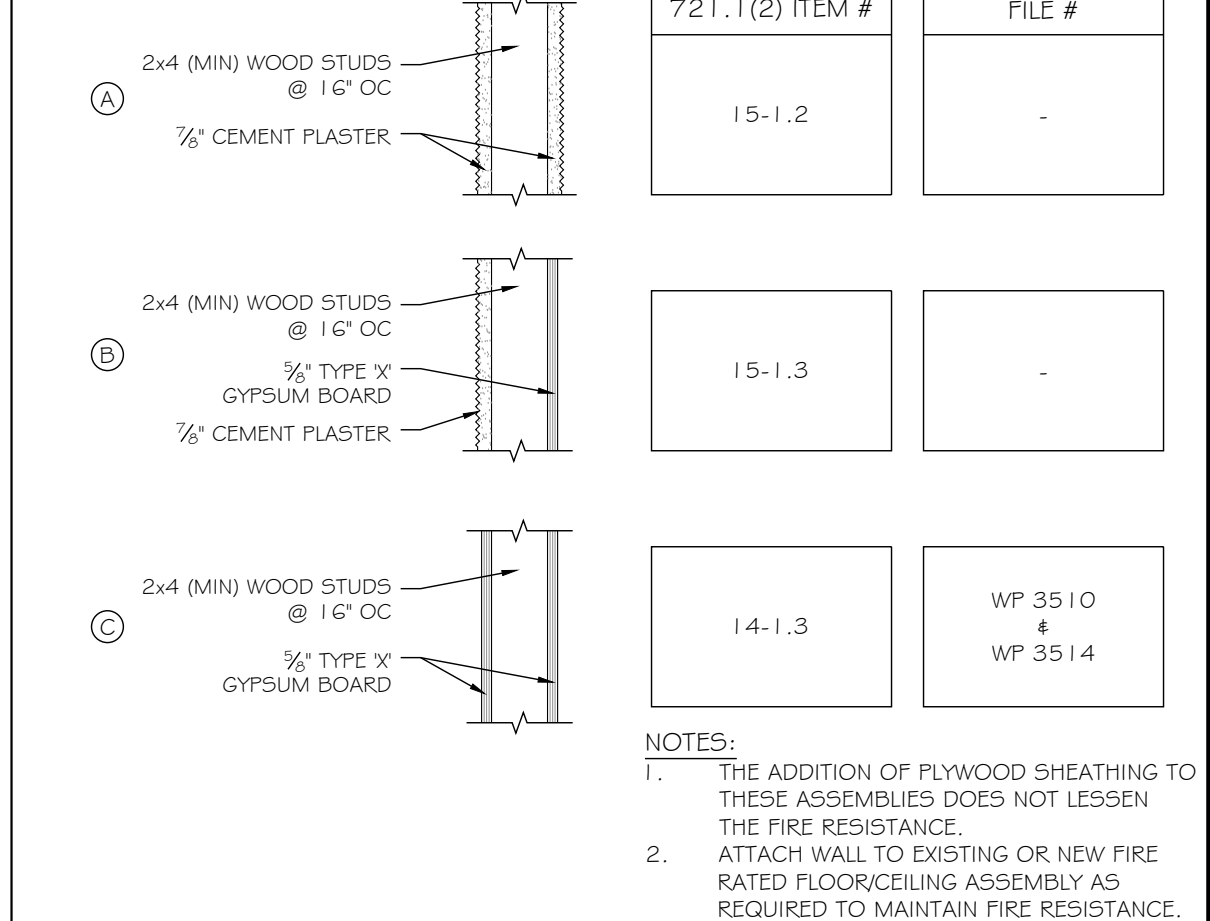 721.1(2) ITEM #
FILE #
A
2x4 (MIN) WOOD STUDS
@ 16" OC
7/8" CEMENT PLASTER
15-1.2
-
B
2x4 (MIN) WOOD STUDS
@ 16" OC
5/8" TYPE 'X'
GYPSUM BOARD
7/8" CEMENT PLASTER
15-1.3
-
C
2x4 (MIN) WOOD STUDS
@ 16" OC
5/8" TYPE 'X'
GYPSUM BOARD
14-1.3
WP 3510
&
WP 3514
NOTES:
1. THE ADDITION OF PLYWOOD SHEATHING TO
THESE ASSEMBLIES DOES NOT LESSEN
THE FIRE RESISTANCE.
2. ATTACH WALL TO EXISTING OR NEW FIRE
RATED FLOOR/CEILING ASSEMBLY AS
REQUIRED TO MAINTAIN FIRE RESISTANCE.